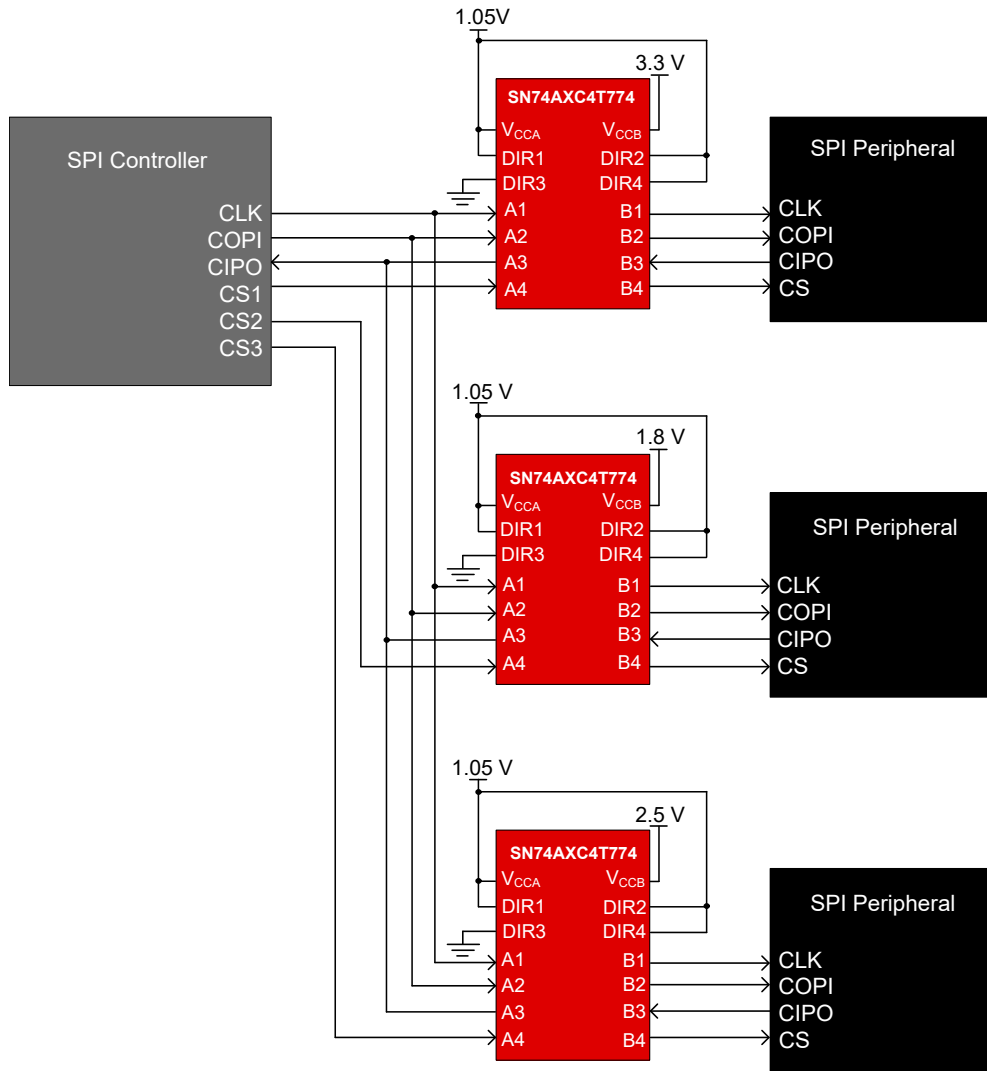 1.05V
3.3 V
SN74AXC4T774
VCCA VCCB
DIR1 DIR2
DIR3 DIR4
A1 B1
A2 B2
A3 B3
A4 B4
SPI Controller
CLK
COPI
CIPO
CS1
CS2
CS3
SPI Peripheral
CLK
COPI
CIPO
CS
1.05 V
1.8 V
SN74AXC4T774
VCCA VCCB
DIR1 DIR2
DIR3 DIR4
A1 B1
A2 B2
A3 B3
A4 B4
SPI Peripheral
CLK
COPI
CIPO
CS
1.05 V
2.5 V
SN74AXC4T774
VCCA VCCB
DIR1 DIR2
DIR3 DIR4
A1 B1
A2 B2
A3 B3
A4 B4
SPI Peripheral
CLK
COPI
CIPO
CS